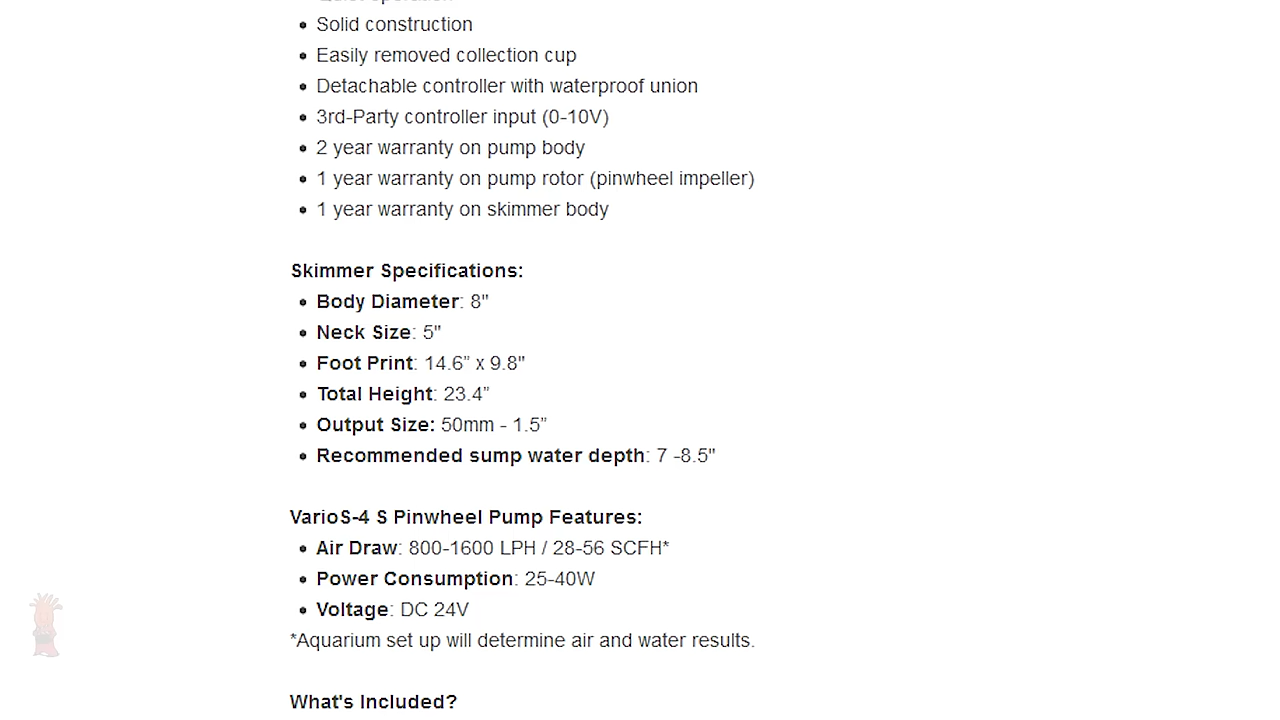 Solid construction
Easily removed collection cup
Detachable controller with waterproof union
3rd-Party controller input (0-10V)
2 year warranty on pump body
1 year warranty on pump rotor (pinwheel impeller)
1 year warranty on skimmer body
Skimmer Specifications:
Body Diameter: 8"
Neck Size: 5"
Foot Print: 14.6” x 9.8"
Total Height: 23.4”
Output Size: 50mm - 1.5”
Recommended sump water depth: 7 -8.5"
VarioS-4 S Pinwheel Pump Features:
Air Draw: 800-1600 LPH / 28-56 SCFH*
Power Consumption: 25-40W
Voltage: DC 24V
*Aquarium set up will determine air and water results.
What's Included?